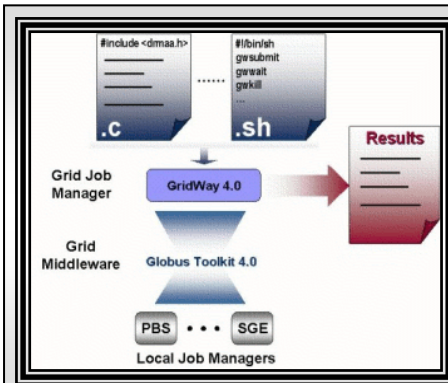 #include <drmaa.h>
.c
......
#!/bin/sh
gwsubmit
gwwait
gwkill
...
.sh
Results
Grid Job
Manager
GridWay 4.0
Grid
Middleware
Globus Toolkit 4.0
PBS • • • SGE
Local Job Managers